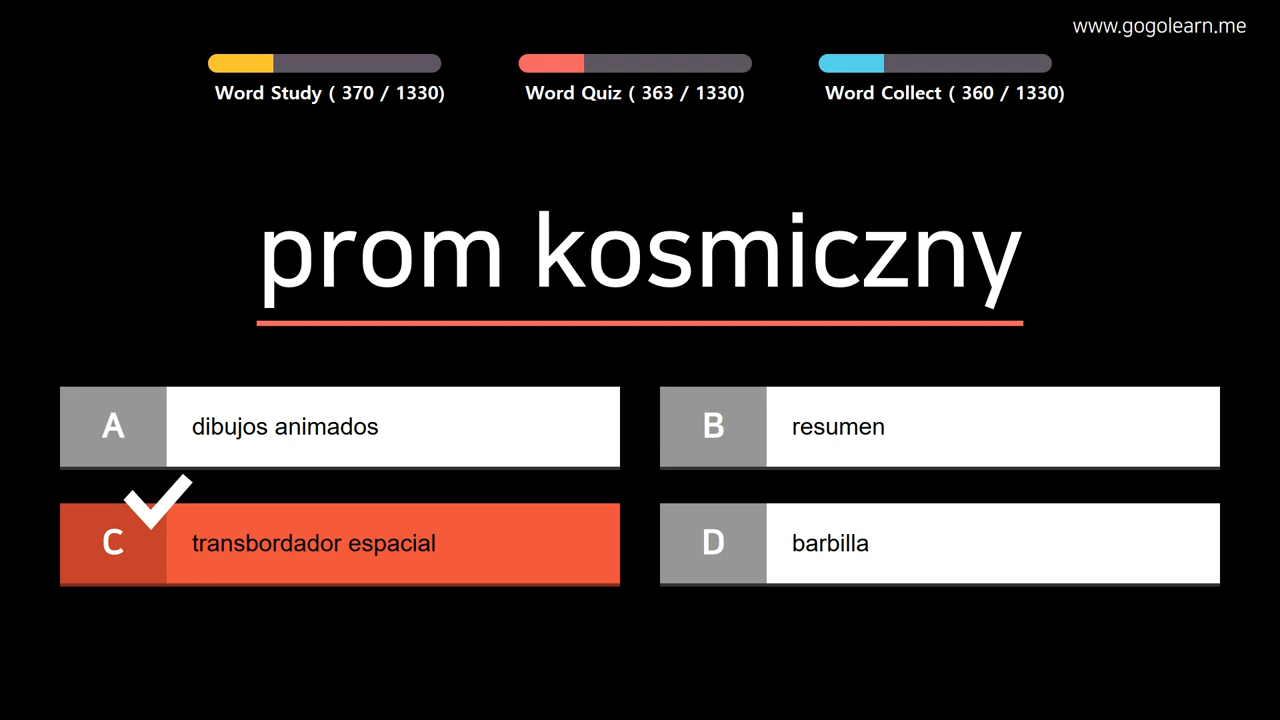 www.gogolearn.me
Word Study ( 370 / 1330)
Word Quiz ( 363 / 1330)
Word Collect ( 360 / 1330)
prom kosmiczny
A
dibujos animados
B
resumen
C
transbordador espacial
D
barbilla